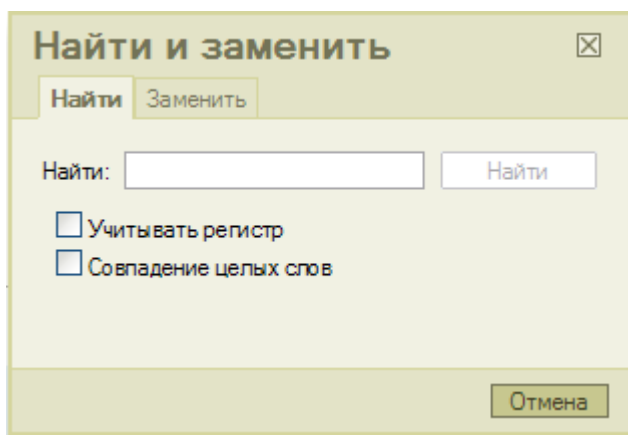 Найти и заменить
Найти Заменить
Найти: Найти
Учитывать регистр
Совпадение целых слов
Отмена